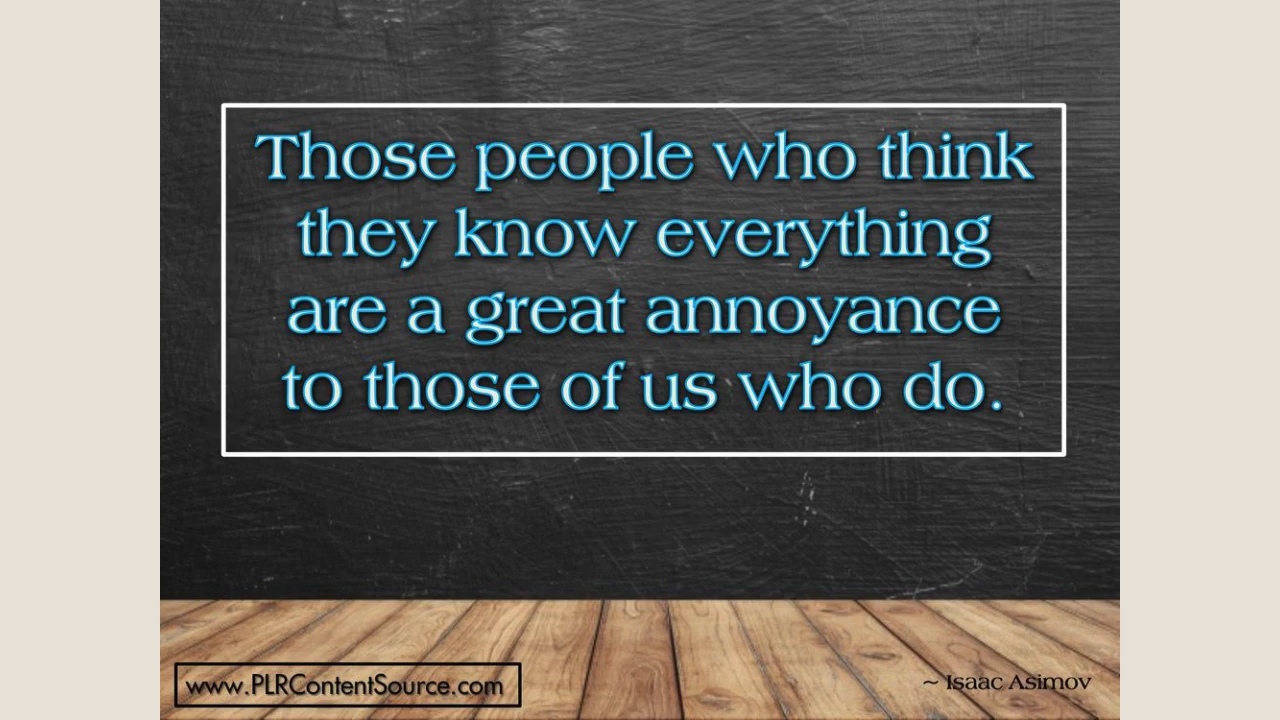 Those people who think
they know everything
are a great annoyance
to those of us who do.
www.PLRContentSource.com
~ Isaac Asimov